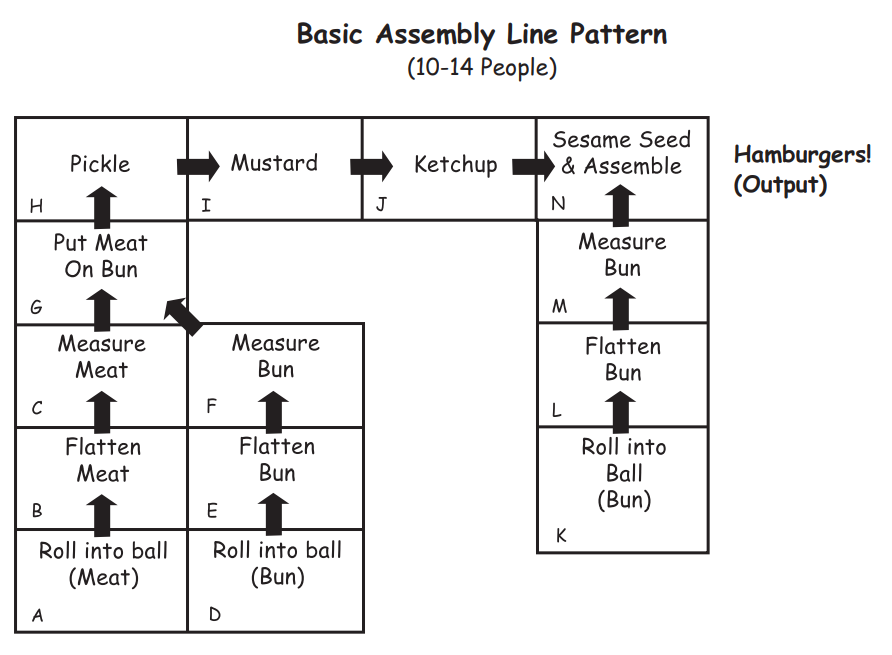 Basic Assembly Line Pattern
(10-14 People)
Pickle
H
Mustard
I
Ketchup
J
Sesame Seed
& Assemble
N
Hamburgers!
(Output)
Put Meat
On Bun
G
Measure
Bun
M
Measure
Meat
C
Measure
Bun
F
Flatten
Bun
L
Flatten
Meat
B
Flatten
Bun
E
Roll into
Ball
(Bun)
K
Roll into ball
(Meat)
A
Roll into ball
(Bun)
D